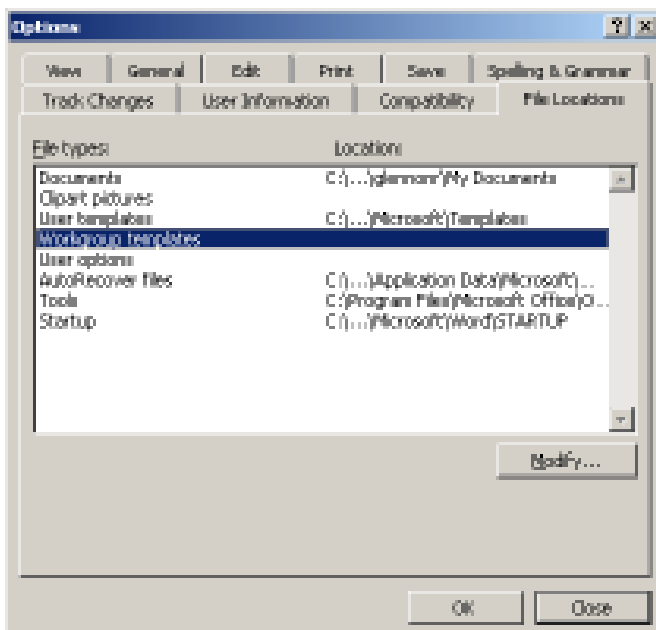 Options
? ×
View General Edit Print Save Spelling & Grammar
Track Changes User Information Compatibility File Locations
File types: Location:
Documents C:\...\glennorr\My Documents
Clipart pictures
User templates C:\...\Microsoft\Templates
Workgroup templates
User options
AutoRecover files C:\...\Application Data\Microsoft\...
Tools C:\Program Files\Microsoft Office\O...
Startup C:\...\Microsoft\Word\STARTUP
Modify...
OK Close